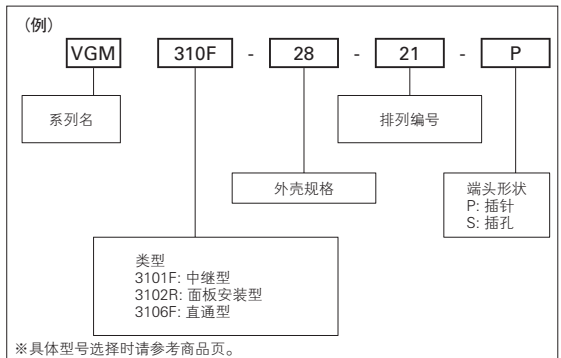 (例)
VGM 310F - 28 - 21 - P
系列名
排列编号
外壳规格
端头形状
P: 插针
S: 插孔
类型
3101F: 中继型
3102R: 面板安装型
3106F: 直通型
※具体型号选择时请参考商品页。